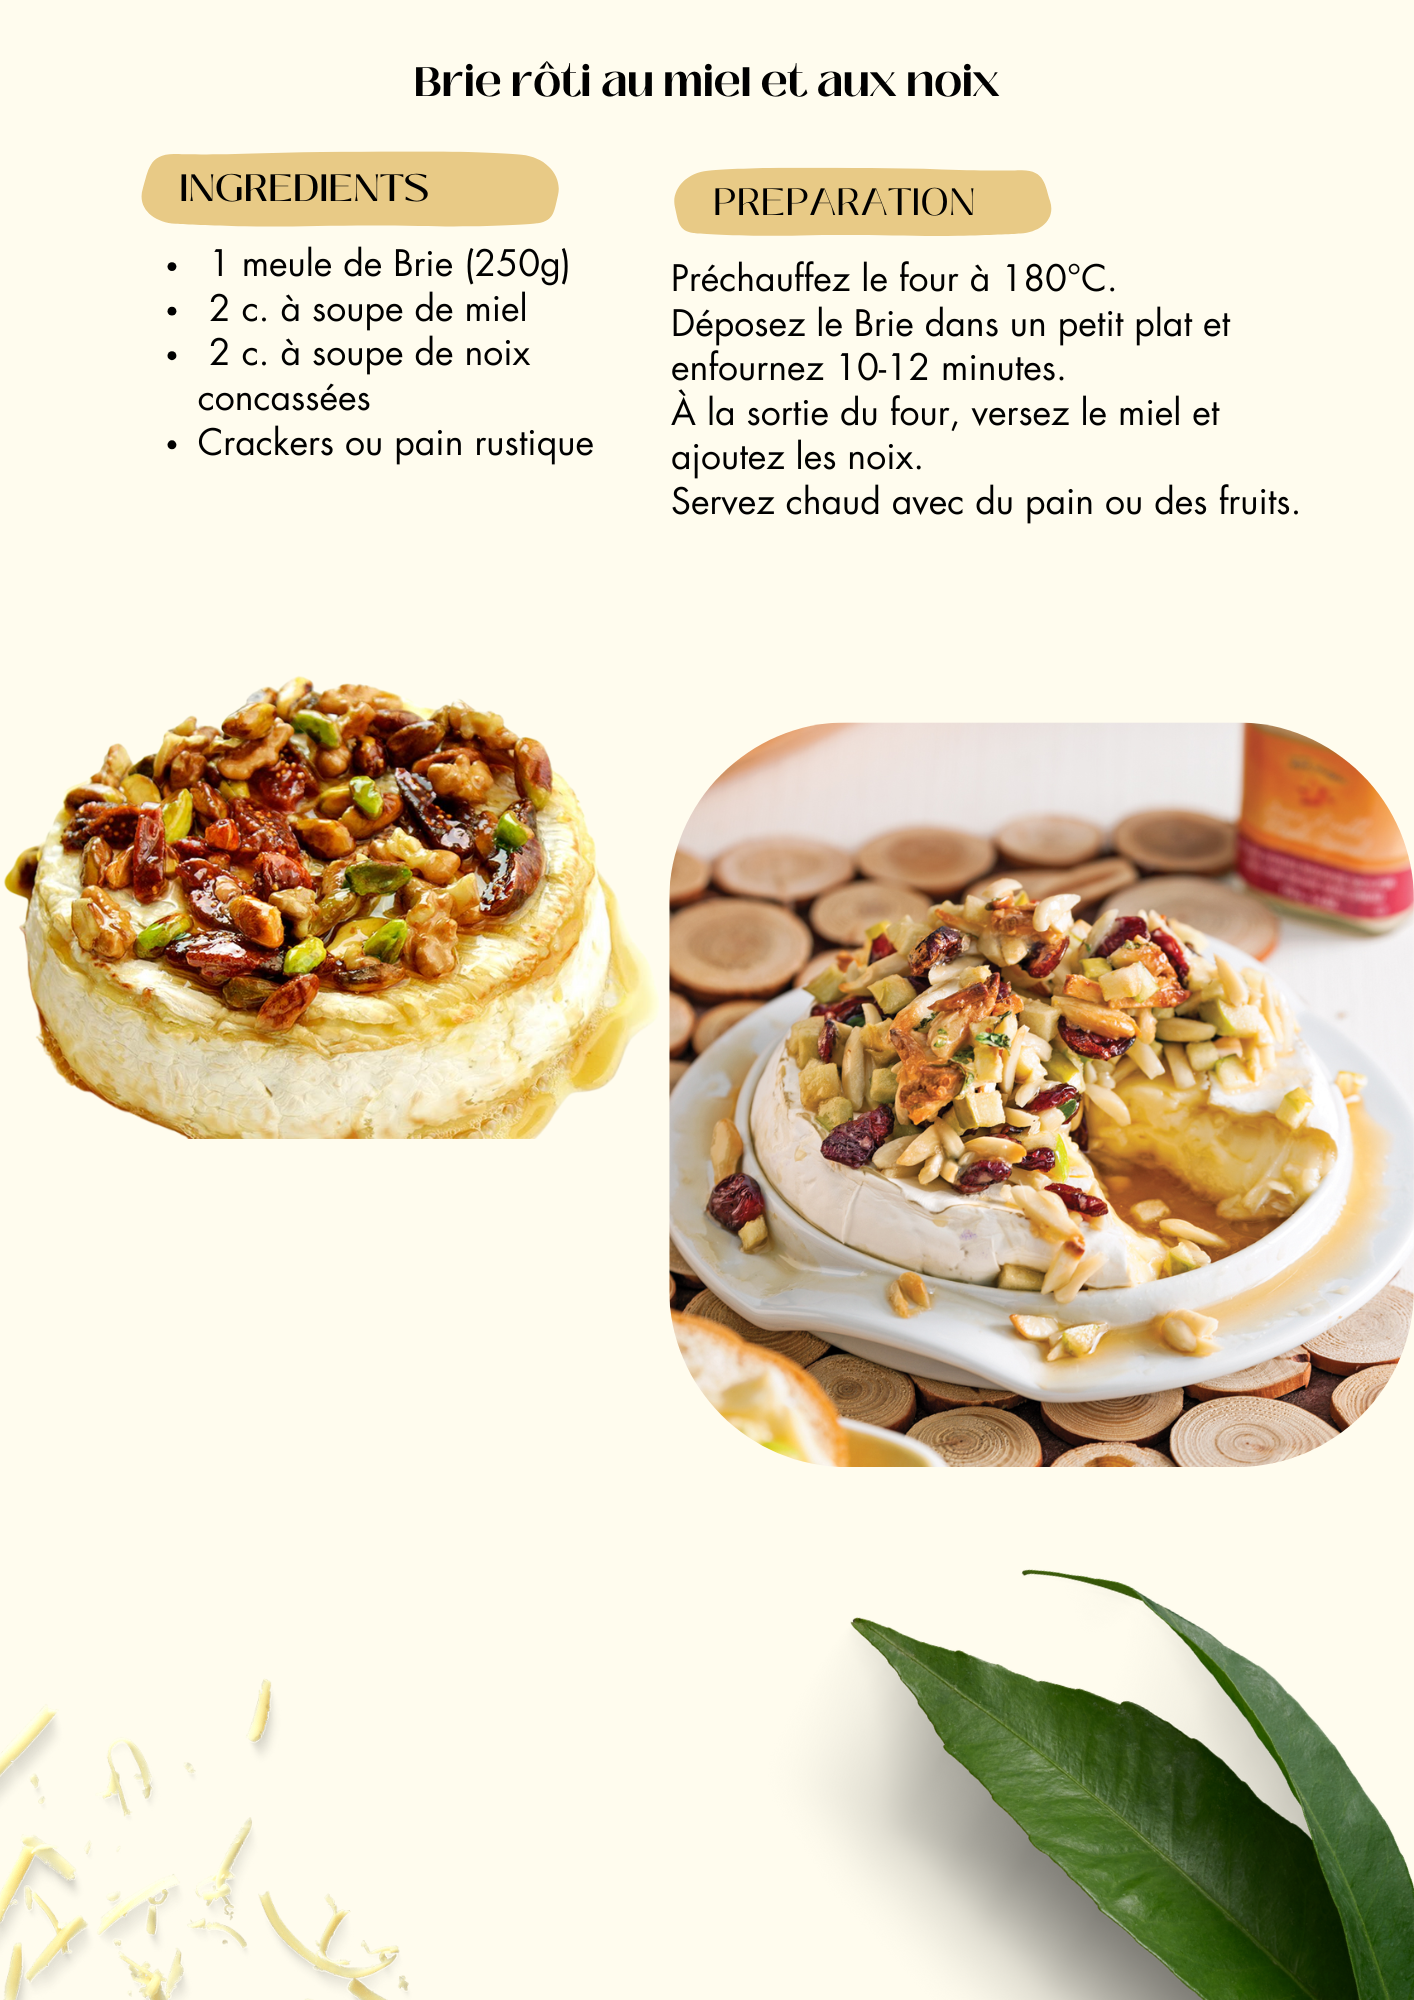 Brie rôti au miel et aux noix
INGREDIENTS
• 1 meule de Brie (250g)
• 2 c. à soupe de miel
• 2 c. à soupe de noix
concassées
• Crackers ou pain rustique
PREPARATION
Préchauffez le four à 180°C.
Déposez le Brie dans un petit plat et
enfournez 10-12 minutes.
À la sortie du four, versez le miel et
ajoutez les noix.
Servez chaud avec du pain ou des fruits.